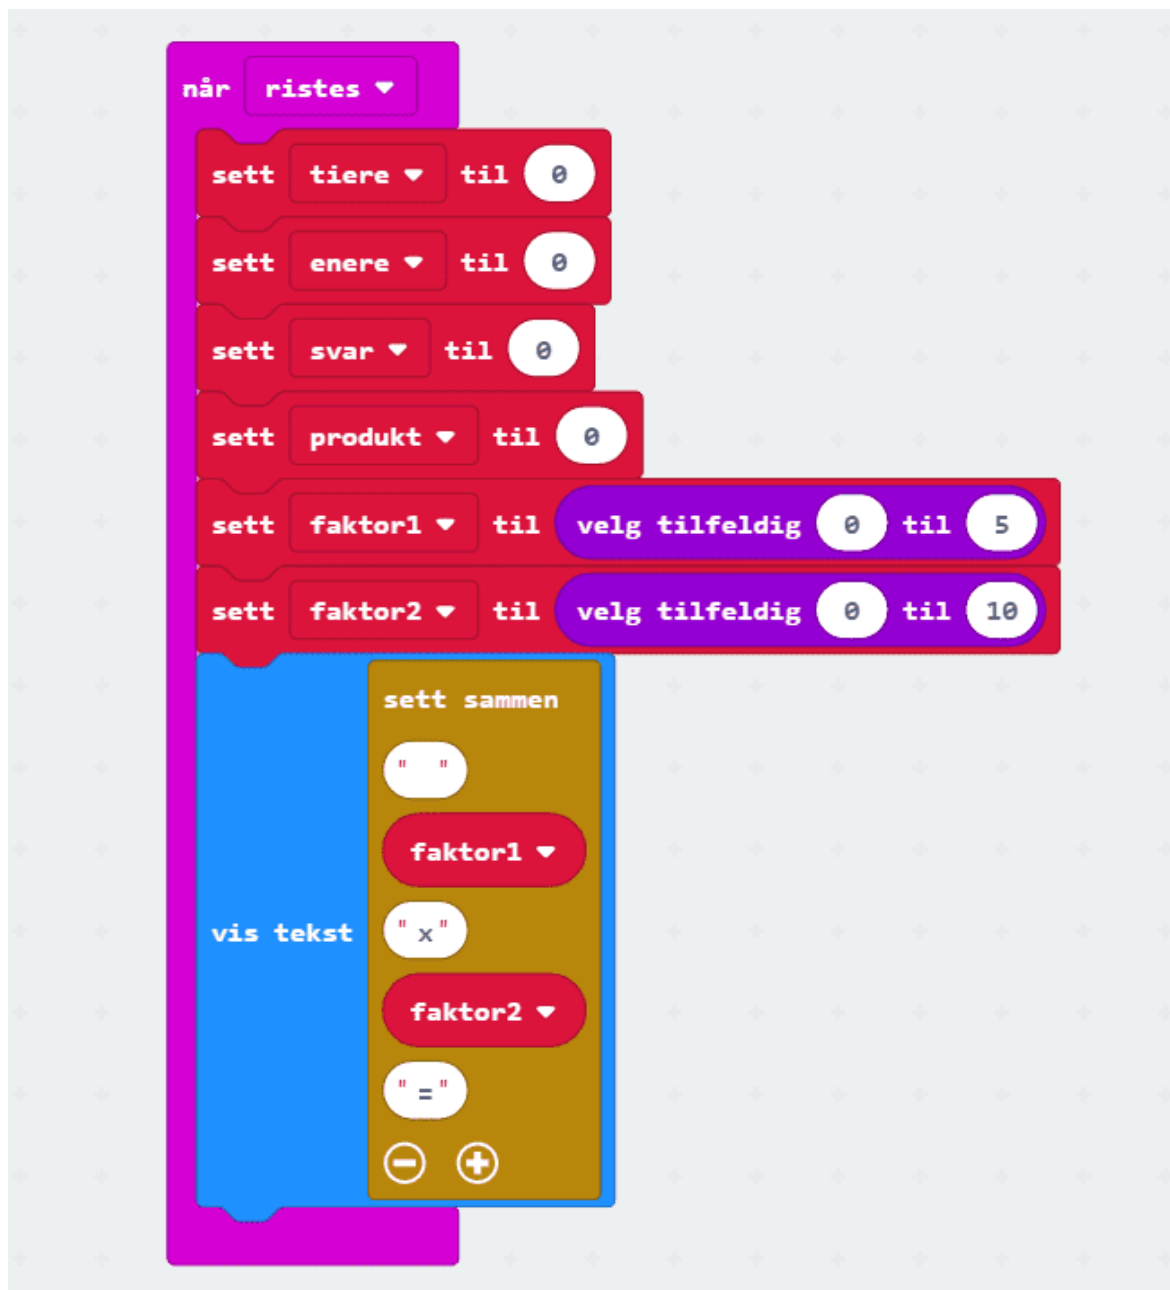 når ristes
sett tiere til 0
sett enere til 0
sett svar til 0
sett produkt til 0
sett faktor1 til velg tilfeldig 0 til 5
sett faktor2 til velg tilfeldig 0 til 10
sett sammen
" "
faktor1
"x"
vis tekst
faktor2
"="